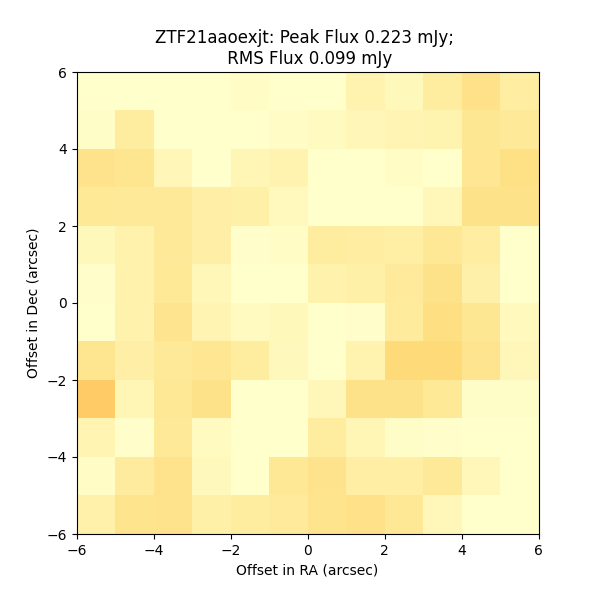 ZTF21aaoexjt: Peak Flux 0.223 mJy;
RMS Flux 0.099 mJy
6
4
2
0
−2
−4
−6
Offset in Dec (arcsec)
−6 −4 −2 0 2 4 6
Offset in RA (arcsec)